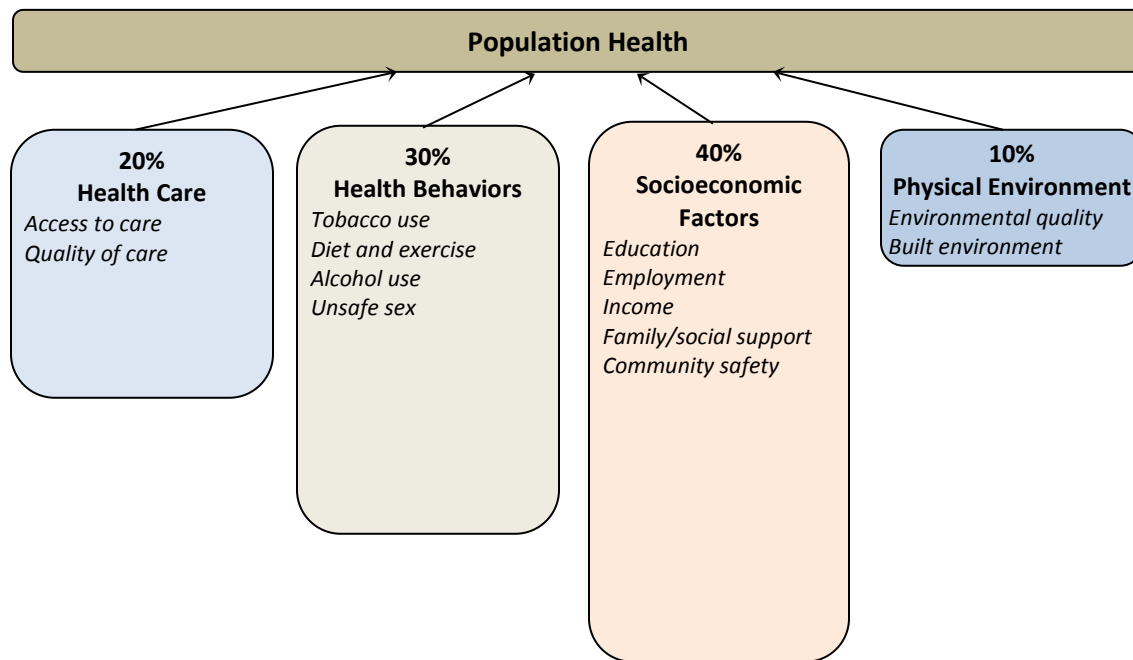 Population Health
20%
Health Care
Access to care
Quality of care
30%
Health Behaviors
Tobacco use
Diet and exercise
Alcohol use
Unsafe sex
40%
Socioeconomic
Factors
Education
Employment
Income
Family/social support
Community safety
10%
Physical Environment
Environmental quality
Built environment